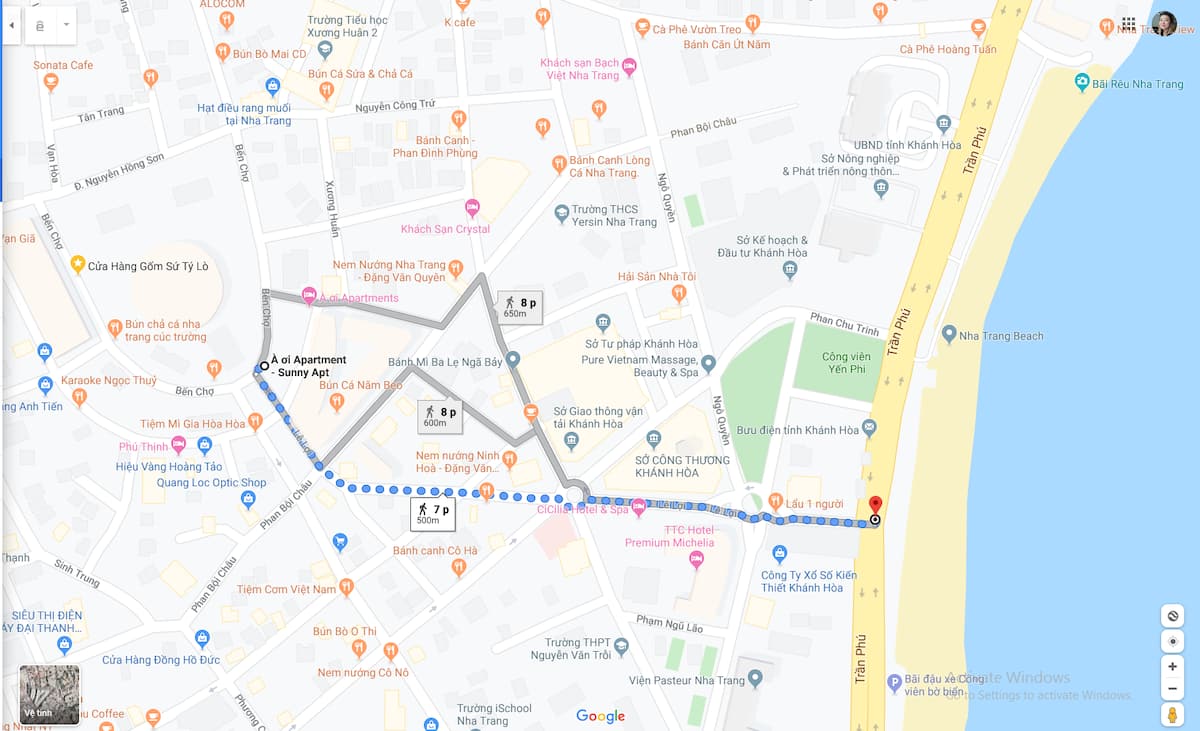 ALOCOM
K cafe
Trường Tiểu học
Xương Huân 2
Cà Phê Vườn Treo
Bánh Căn Út Năm
Cà Phê Hoàng Tuấn
Bún Bò Mai CD
Sonata Cafe
Bún Cá Sứa & Chả Cá
Khách sạn Bạch
Việt Nha Trang
Bãi Rêu Nha Trang
Hạt điều rang muối
tại Nha Trang
Nguyễn Công Trứ
Tân Trang
Phan Bội Châu
Trần Phú
Bánh Canh -
Phan Đình Phùng
Vạn Hòa
Bến Chợ
UBND tỉnh Khánh Hòa
Bánh Canh Lòng
Cá Nha Trang.
Sở Nông nghiệp
& Phát triển nông thôn...
Đ. Nguyễn Hồng Sơn
Xương Huân
Ngô Quyền
Trường THCS
Yersin Nha Trang
Khách Sạn Crystal
Bến Chợ
Sở Kế hoạch &
Đầu tư Khánh Hòa
Cửa Hàng Gốm Sứ Tý Lò
Nem Nướng Nha Trang
- Đặng Văn Quyên
Hải Sản Nhà Tôi
À ơi Apartments
8 p
650m
Bến Chợ
Phan Chu Trinh
Trần Phú
Bún chả cá nha
trang cúc trường
Nha Trang Beach
Sở Tư pháp Khánh Hòa
À ơi Apartment
- Sunny Apt
Bánh Mì Ba Lẹ Ngã Bảy
Pure Vietnam Massage,
Beauty & Spa
Công viên
Yến Phi
Karaoke Ngọc Thuỷ
Bến Chợ
Bún Cá Năm Beo
ng Anh Tiến
8 p
600m
Sở Giao thông vận
tải Khánh Hòa
Ngô Quyền
Tiệm Mì Gia Hòa Hòa
Bưu điện tỉnh Khánh Hòa
Phú Thịnh
Hiệu Vàng Hoàng Táo
Nem nướng Ninh
Hoà - Đặng Văn...
SỞ CÔNG THƯƠNG
KHÁNH HÒA
Quang Loc Optic Shop
Phan Bội Châu
7 p
500m
CiCilia Hotel & Spa
Lê Lợi
Lê Lợi
Lẩu 1 người
TTC Hotel
Premium Michelia
Bánh canh Cô Hà
Thạnh
Sinh Trung
Phan Bội Châu
Tiệm Cơm Việt Nam
Công Ty Xổ Số Kiến
Thiết Khánh Hòa
SIÊU THỊ ĐIỆN
ÁY ĐẠI THANH...
Bún Bò O Thi
Phạm Ngũ Lão
Trường THPT
Nguyễn Văn Trỗi
Trần Phú
Cửa Hàng Đồng Hồ Đức
Nem nướng Cô Nô
Viện Pasteur Nha Trang
Bãi đậu xe Công
viên bờ biển
Activate Windows
Go to Settings to activate Windows.
Vệ tinh
u Coffee
Trường iSchool
Nha Trang
Google